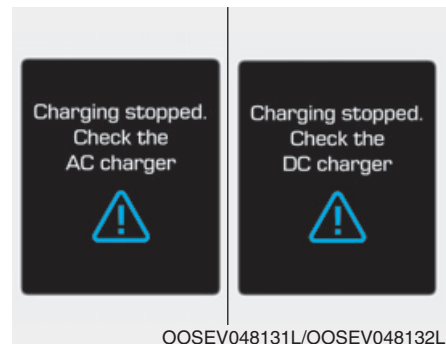 Charging stopped.
Check the
AC charger
Charging stopped.
Check the
DC charger
OOSEV048131L/OOSEV048132L